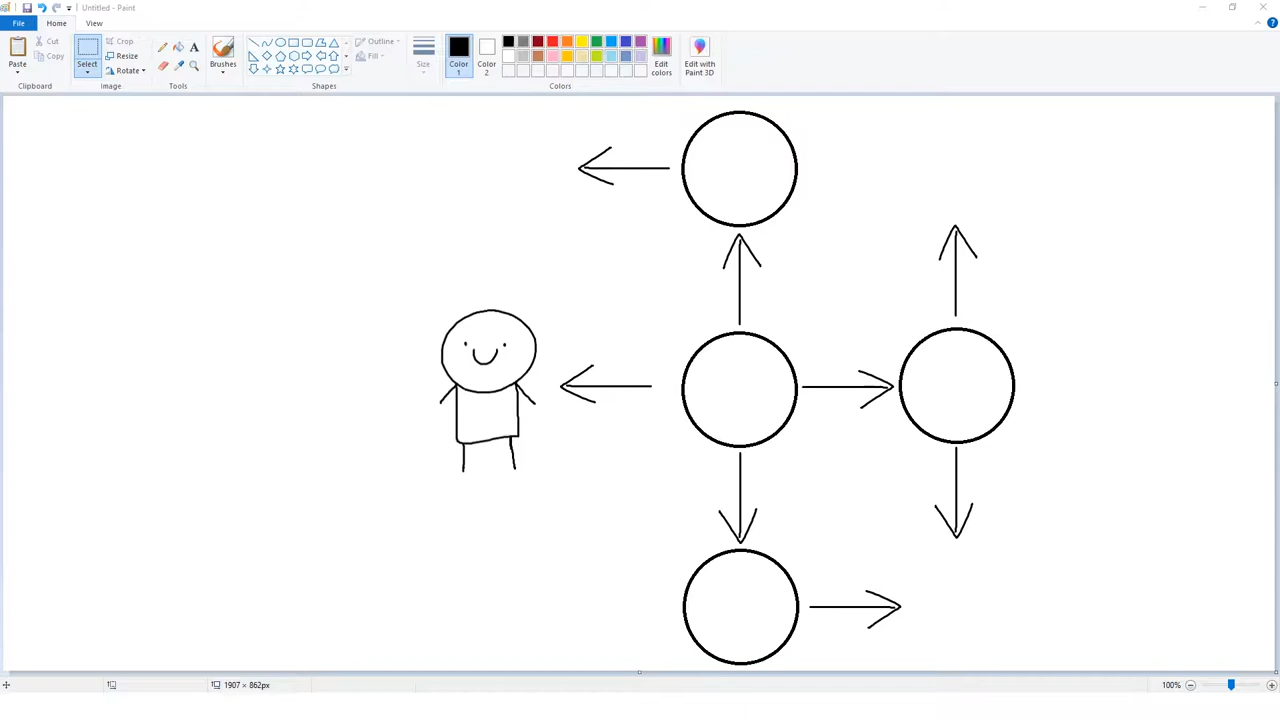 Untitled - Paint
File Home View
Paste
Cut
Copy
Clipboard
Select
Crop
Resize
Rotate
Image
A
Tools
Brushes
Outline
Fill
Shapes
Size
Color 1
Color 2
Edit colors
Colors
Edit with Paint 3D
1907 × 862px
100%